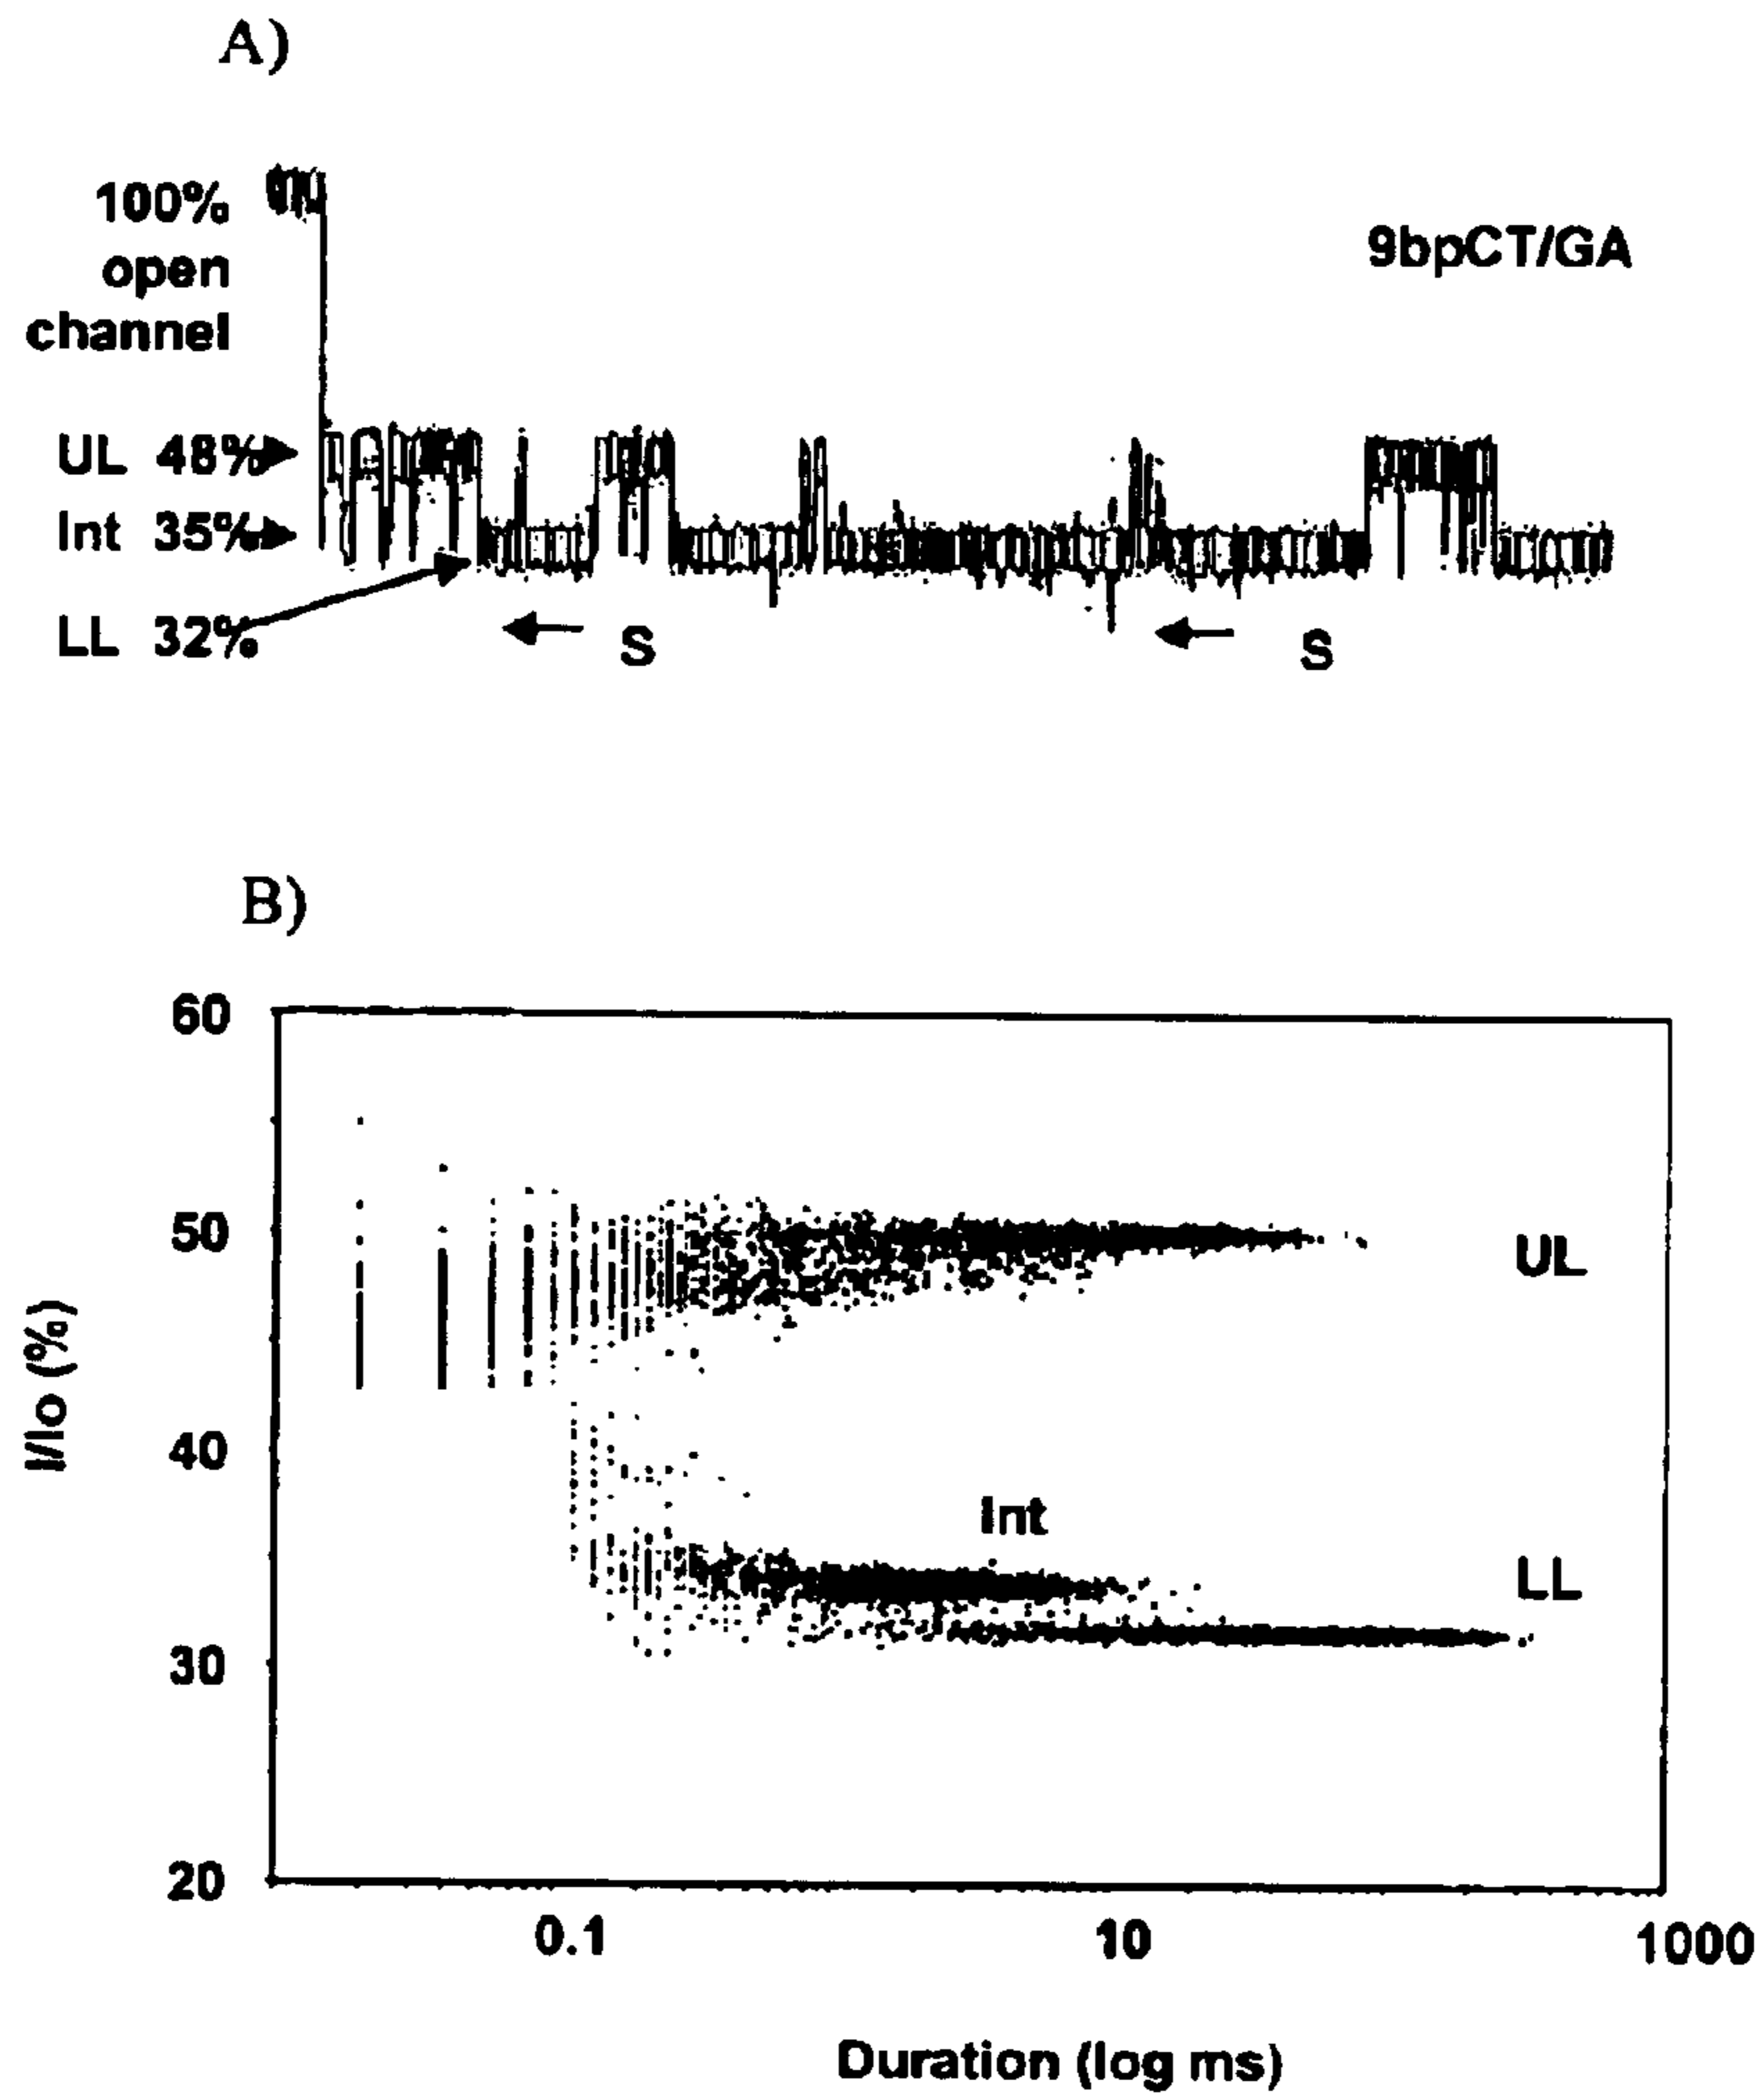 A)
100%
open
channel
9bpCT/GA
UL 48%
Int 35%
LL 32%
S
S
B)
60
50
40
30
20
I/Io (%)
UL
Int
LL
0.1
10
1000
Duration (log ms)